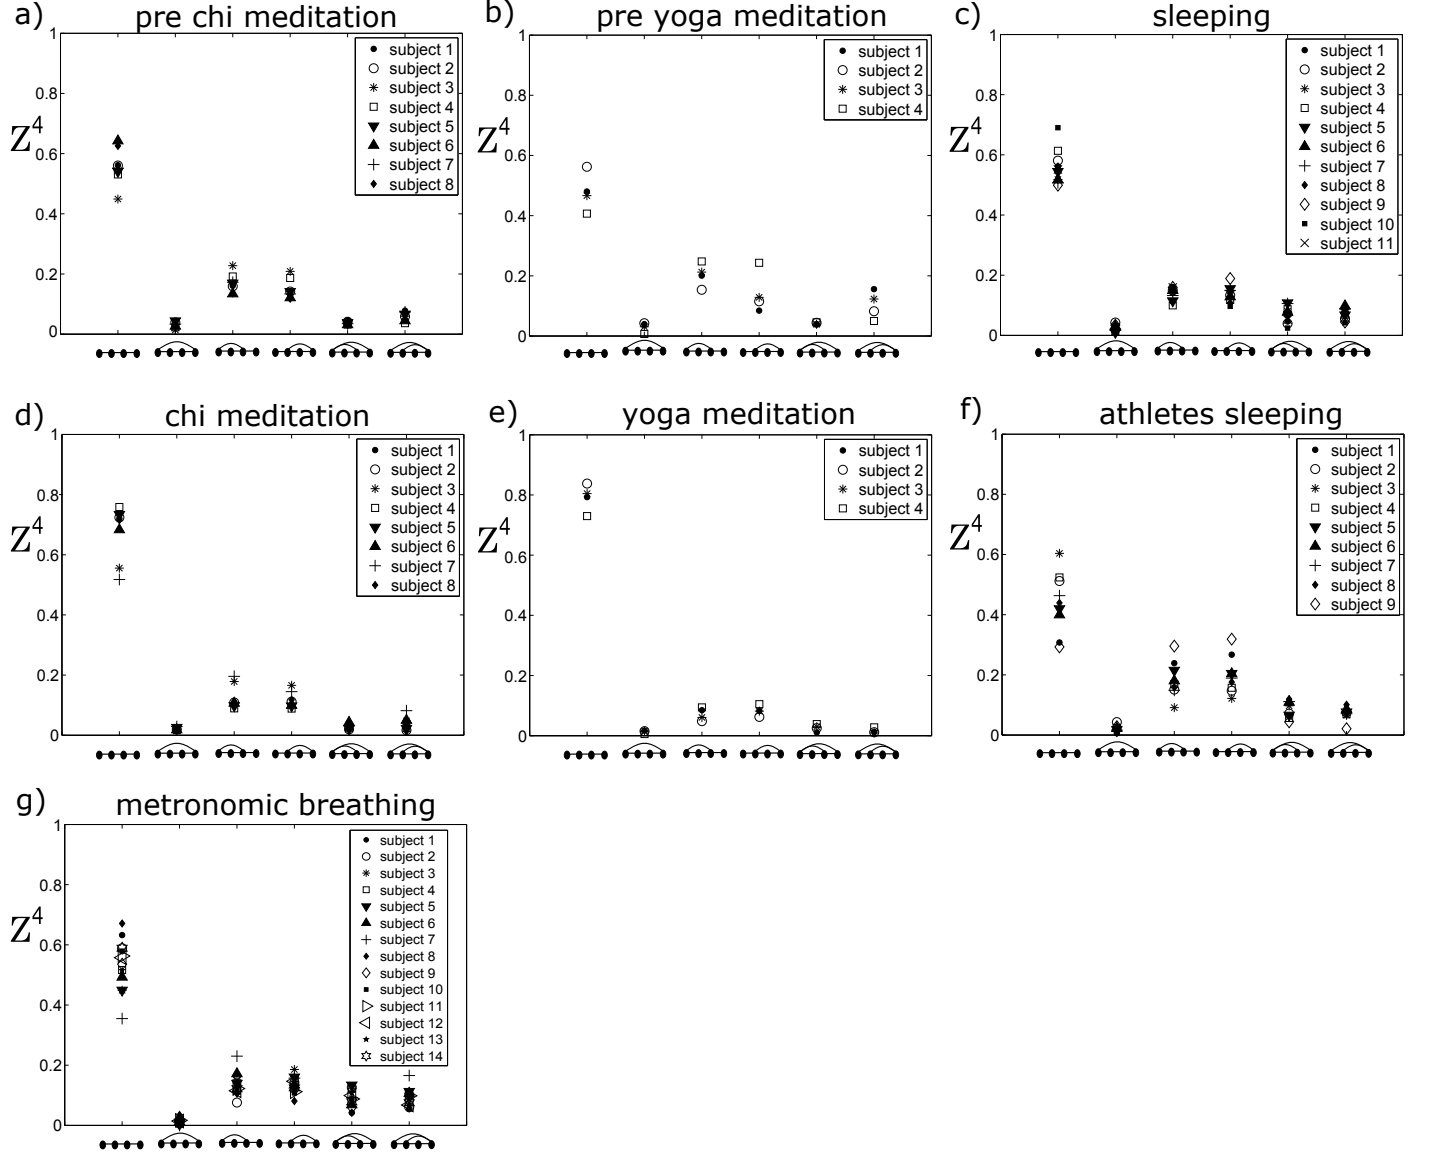 a) pre chi meditation
1
0.8
0.6
0.4
0.2
0
Z^4
subject 1
subject 2
subject 3
subject 4
subject 5
subject 6
subject 7
subject 8
b) pre yoga meditation
1
0.8
0.6
0.4
0.2
0
Z^4
subject 1
subject 2
subject 3
subject 4
c) sleeping
1
0.8
0.6
0.4
0.2
0
Z^4
subject 1
subject 2
subject 3
subject 4
subject 5
subject 6
subject 7
subject 8
subject 9
subject 10
subject 11
d) chi meditation
1
0.8
0.6
0.4
0.2
0
Z^4
subject 1
subject 2
subject 3
subject 4
subject 5
subject 6
subject 7
subject 8
e) yoga meditation
1
0.8
0.6
0.4
0.2
0
Z^4
subject 1
subject 2
subject 3
subject 4
f) athletes sleeping
1
0.8
0.6
0.4
0.2
0
Z^4
subject 1
subject 2
subject 3
subject 4
subject 5
subject 6
subject 7
subject 8
subject 9
g) metronomic breathing
1
0.8
0.6
0.4
0.2
0
Z^4
subject 1
subject 2
subject 3
subject 4
subject 5
subject 6
subject 7
subject 8
subject 9
subject 10
subject 11
subject 12
subject 13
subject 14